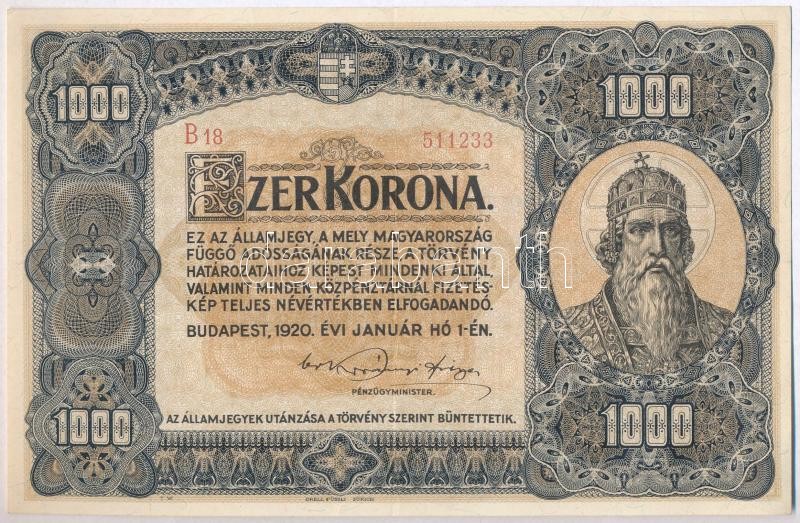 1000
1000
B 18 511233
EZER KORONA.
EZ AZ ÁLLAMJEGY, A MELY MAGYARORSZÁG
FÜGGŐ ADÓSSÁGÁNAK RÉSZE A TÖRVÉNY
HATÁROZATAIHOZ KÉPEST MINDENKI ÁLTAL,
VALAMINT MINDEN KÖZPÉNZTÁRNÁL FIZETÉS-
KÉP TELJES NÉVÉRTÉKBEN ELFOGADANDÓ.
BUDAPEST, 1920. ÉVI JANUÁR HÓ 1-ÉN.
PÉNZÜGYMINISTER.
AZ ÁLLAMJEGYEK UTÁNZÁSA A TÖRVÉNY SZERINT BÜNTETTETIK.
1000
1000
ORELL FÜSSLI ZÜRICH